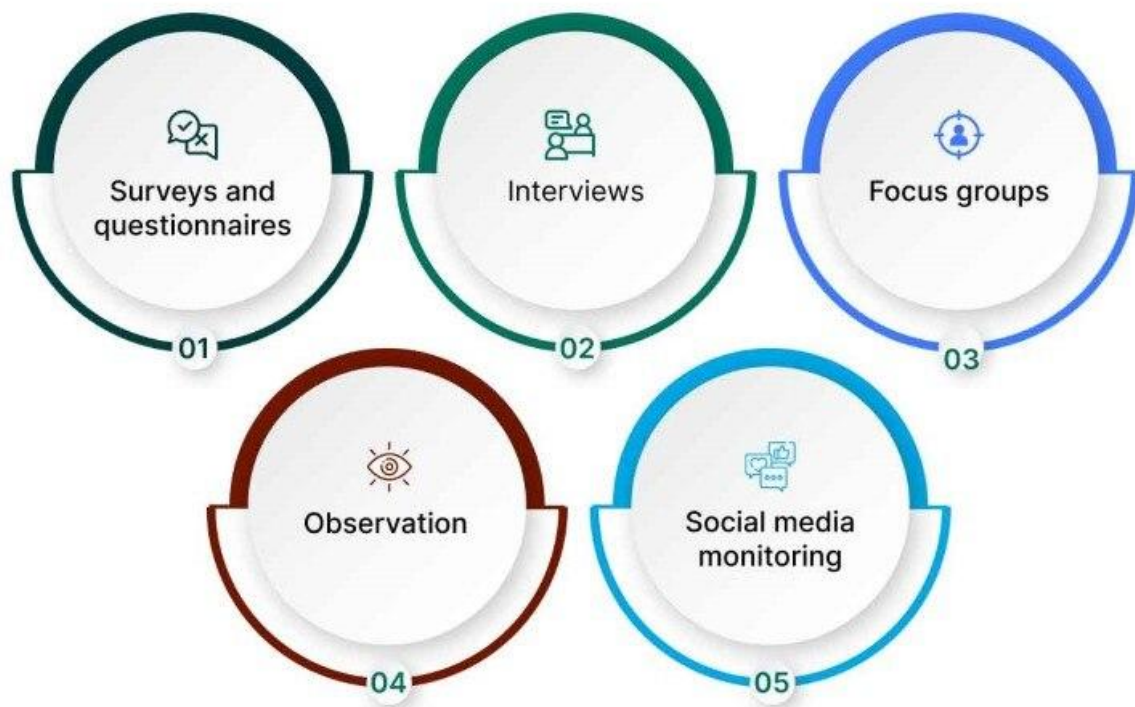 Surveys and
questionnaires
01
Interviews
02
Focus groups
03
Observation
04
Social media
monitoring
05